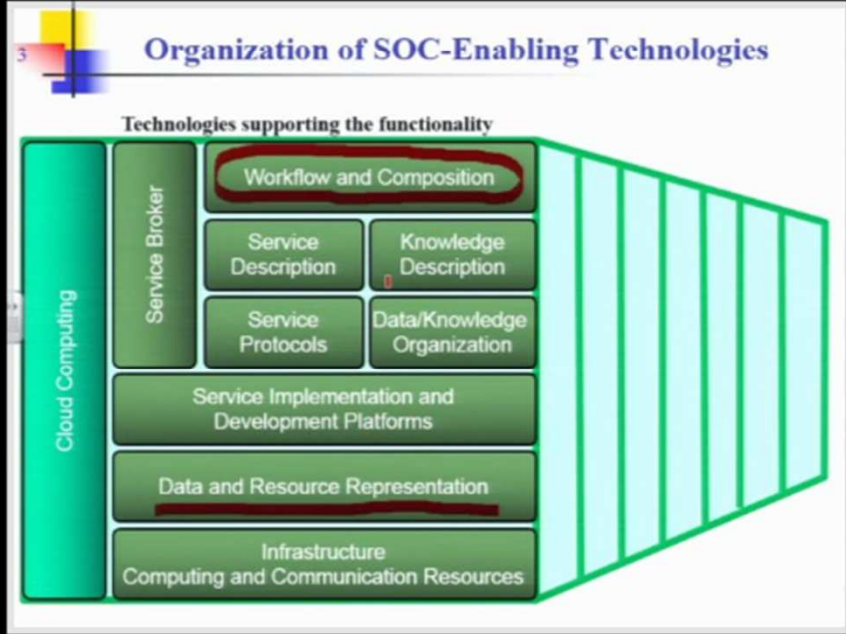 3
Organization of SOC-Enabling Technologies
Technologies supporting the functionality
Cloud Computing
Service Broker
Workflow and Composition
Service
Description
Knowledge
Description
Service
Protocols
Data/Knowledge
Organization
Service Implementation and
Development Platforms
Data and Resource Representation
Infrastructure
Computing and Communication Resources